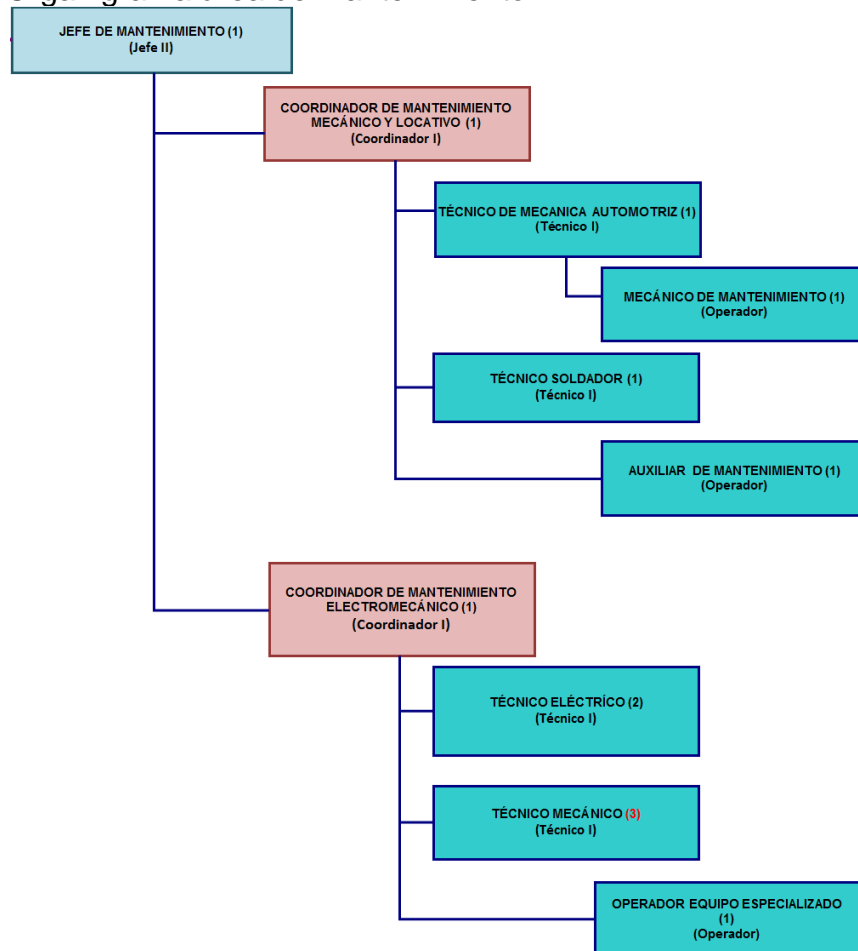 JEFE DE MANTENIMIENTO (1)
(Jefe II)
COORDINADOR DE MANTENIMIENTO
MECÁNICO Y LOCATIVO (1)
(Coordinador I)
TÉCNICO DE MECANICA AUTOMOTRIZ (1)
(Técnico I)
MECÁNICO DE MANTENIMIENTO (1)
(Operador)
TÉCNICO SOLDADOR (1)
(Técnico I)
AUXILIAR DE MANTENIMIENTO (1)
(Operador)
COORDINADOR DE MANTENIMIENTO
ELECTROMECÁNICO (1)
(Coordinador I)
TÉCNICO ELÉCTRÍCO (2)
(Técnico I)
TÉCNICO MECÁNICO (3)
(Técnico I)
OPERADOR EQUIPO ESPECIALIZADO
(1)
(Operador)